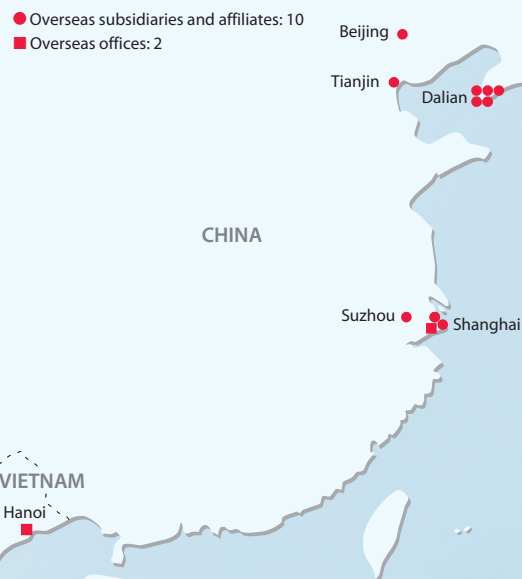 Overseas subsidiaries and affiliates: 10
Overseas offices: 2
Beijing
Tianjin
Dalian
CHINA
Suzhou
Shanghai
VIETNAM
Hanoi